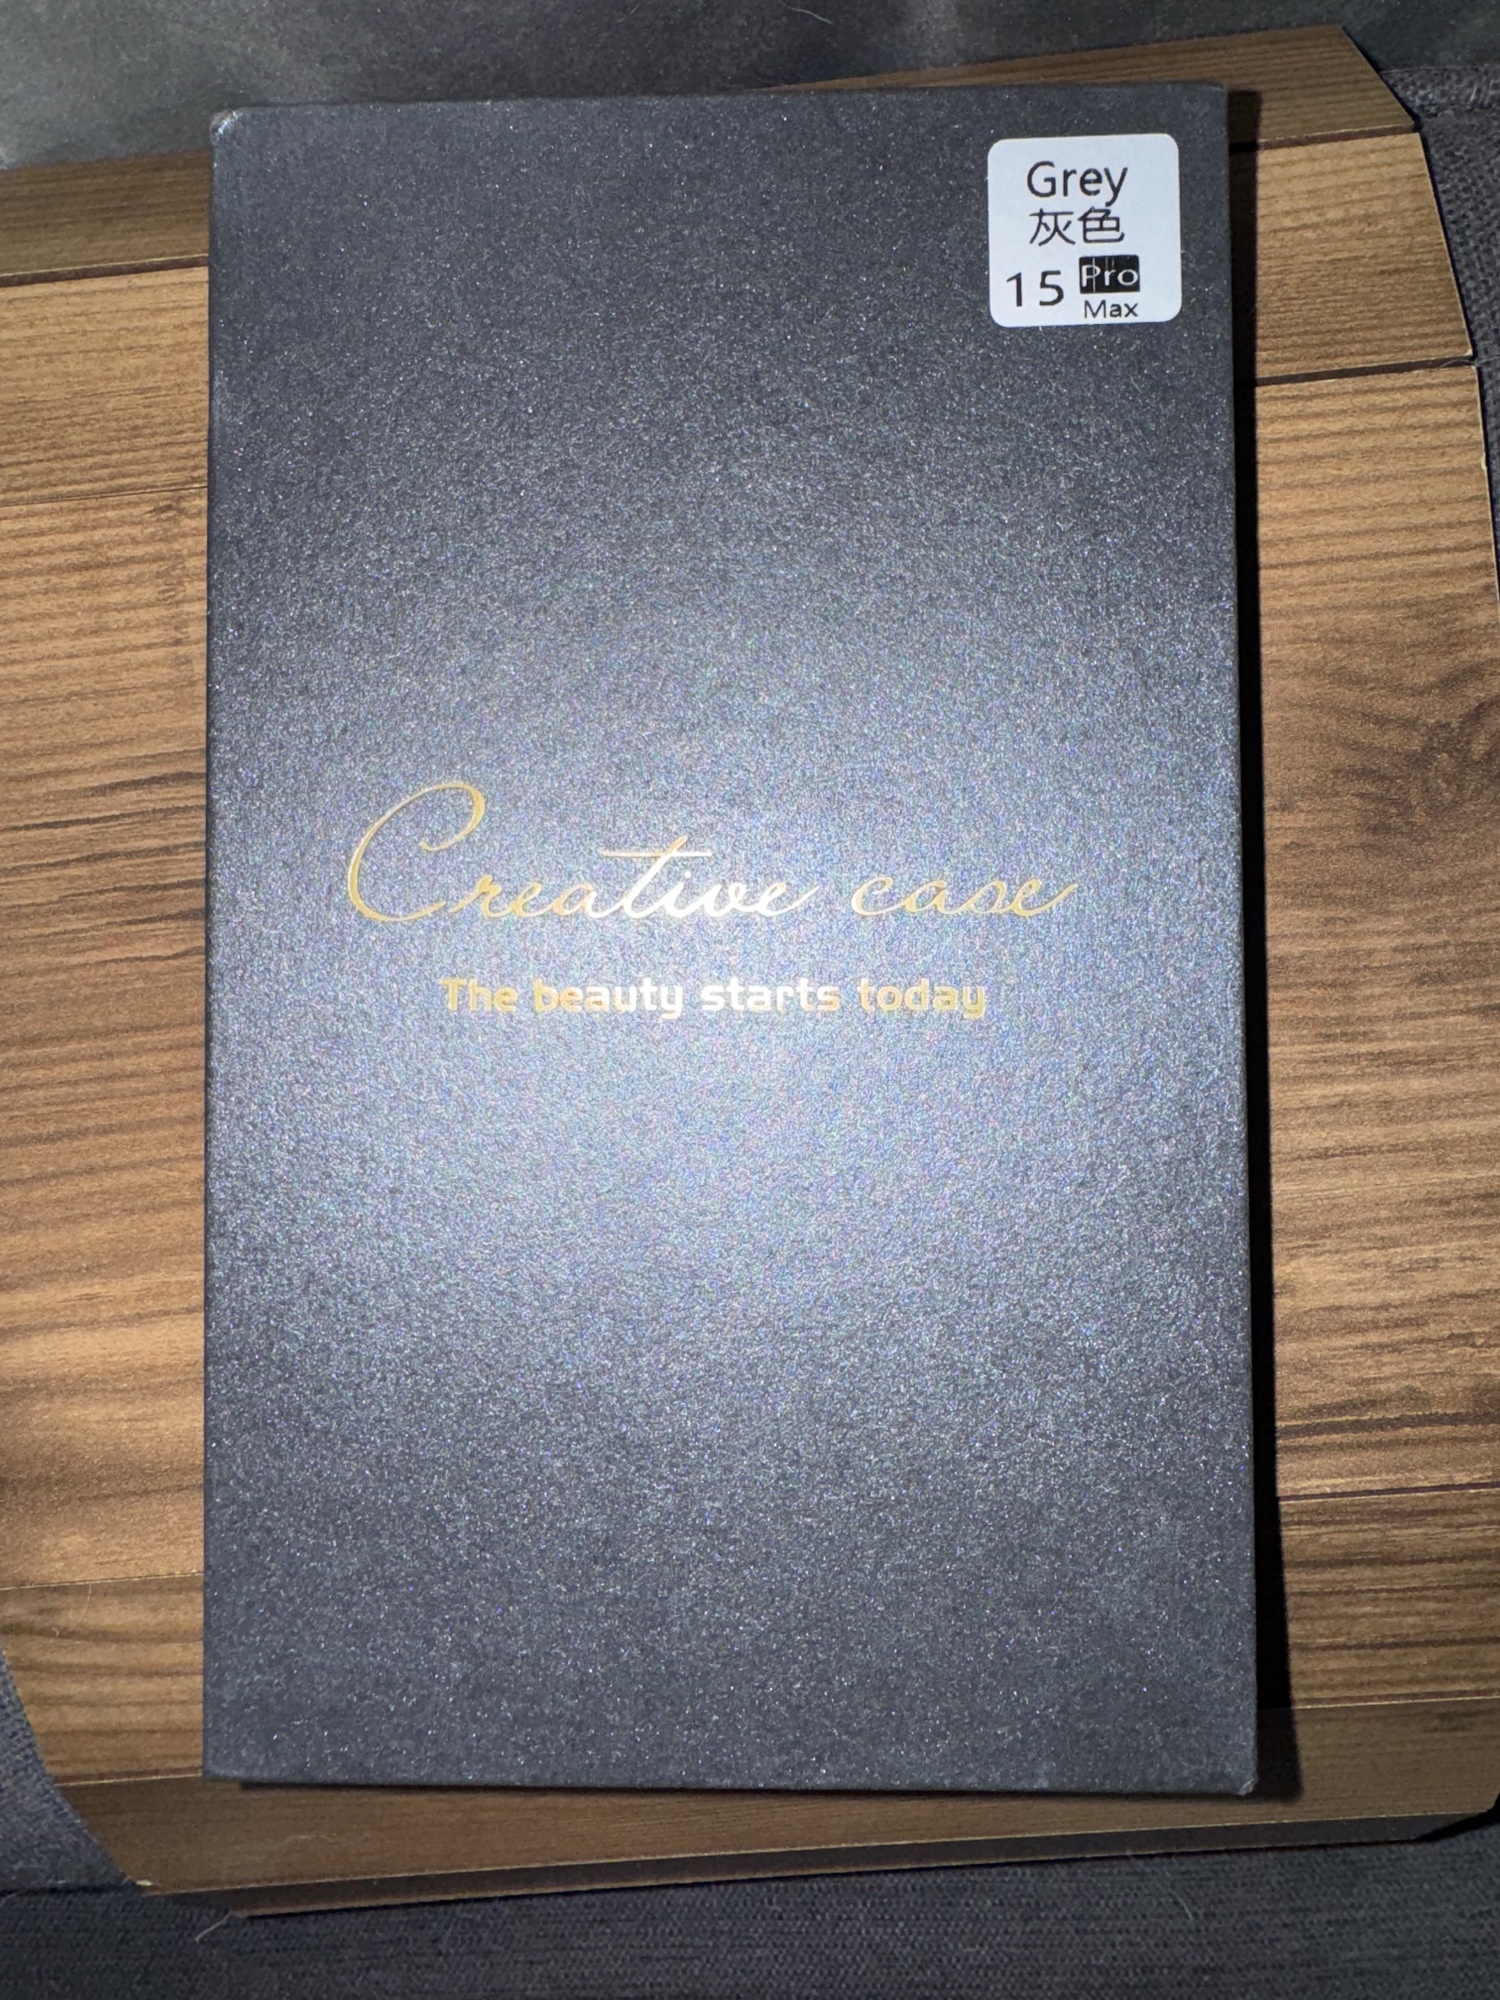 Grey
灰色
15 Pro
Max
Creative case
The beauty starts today